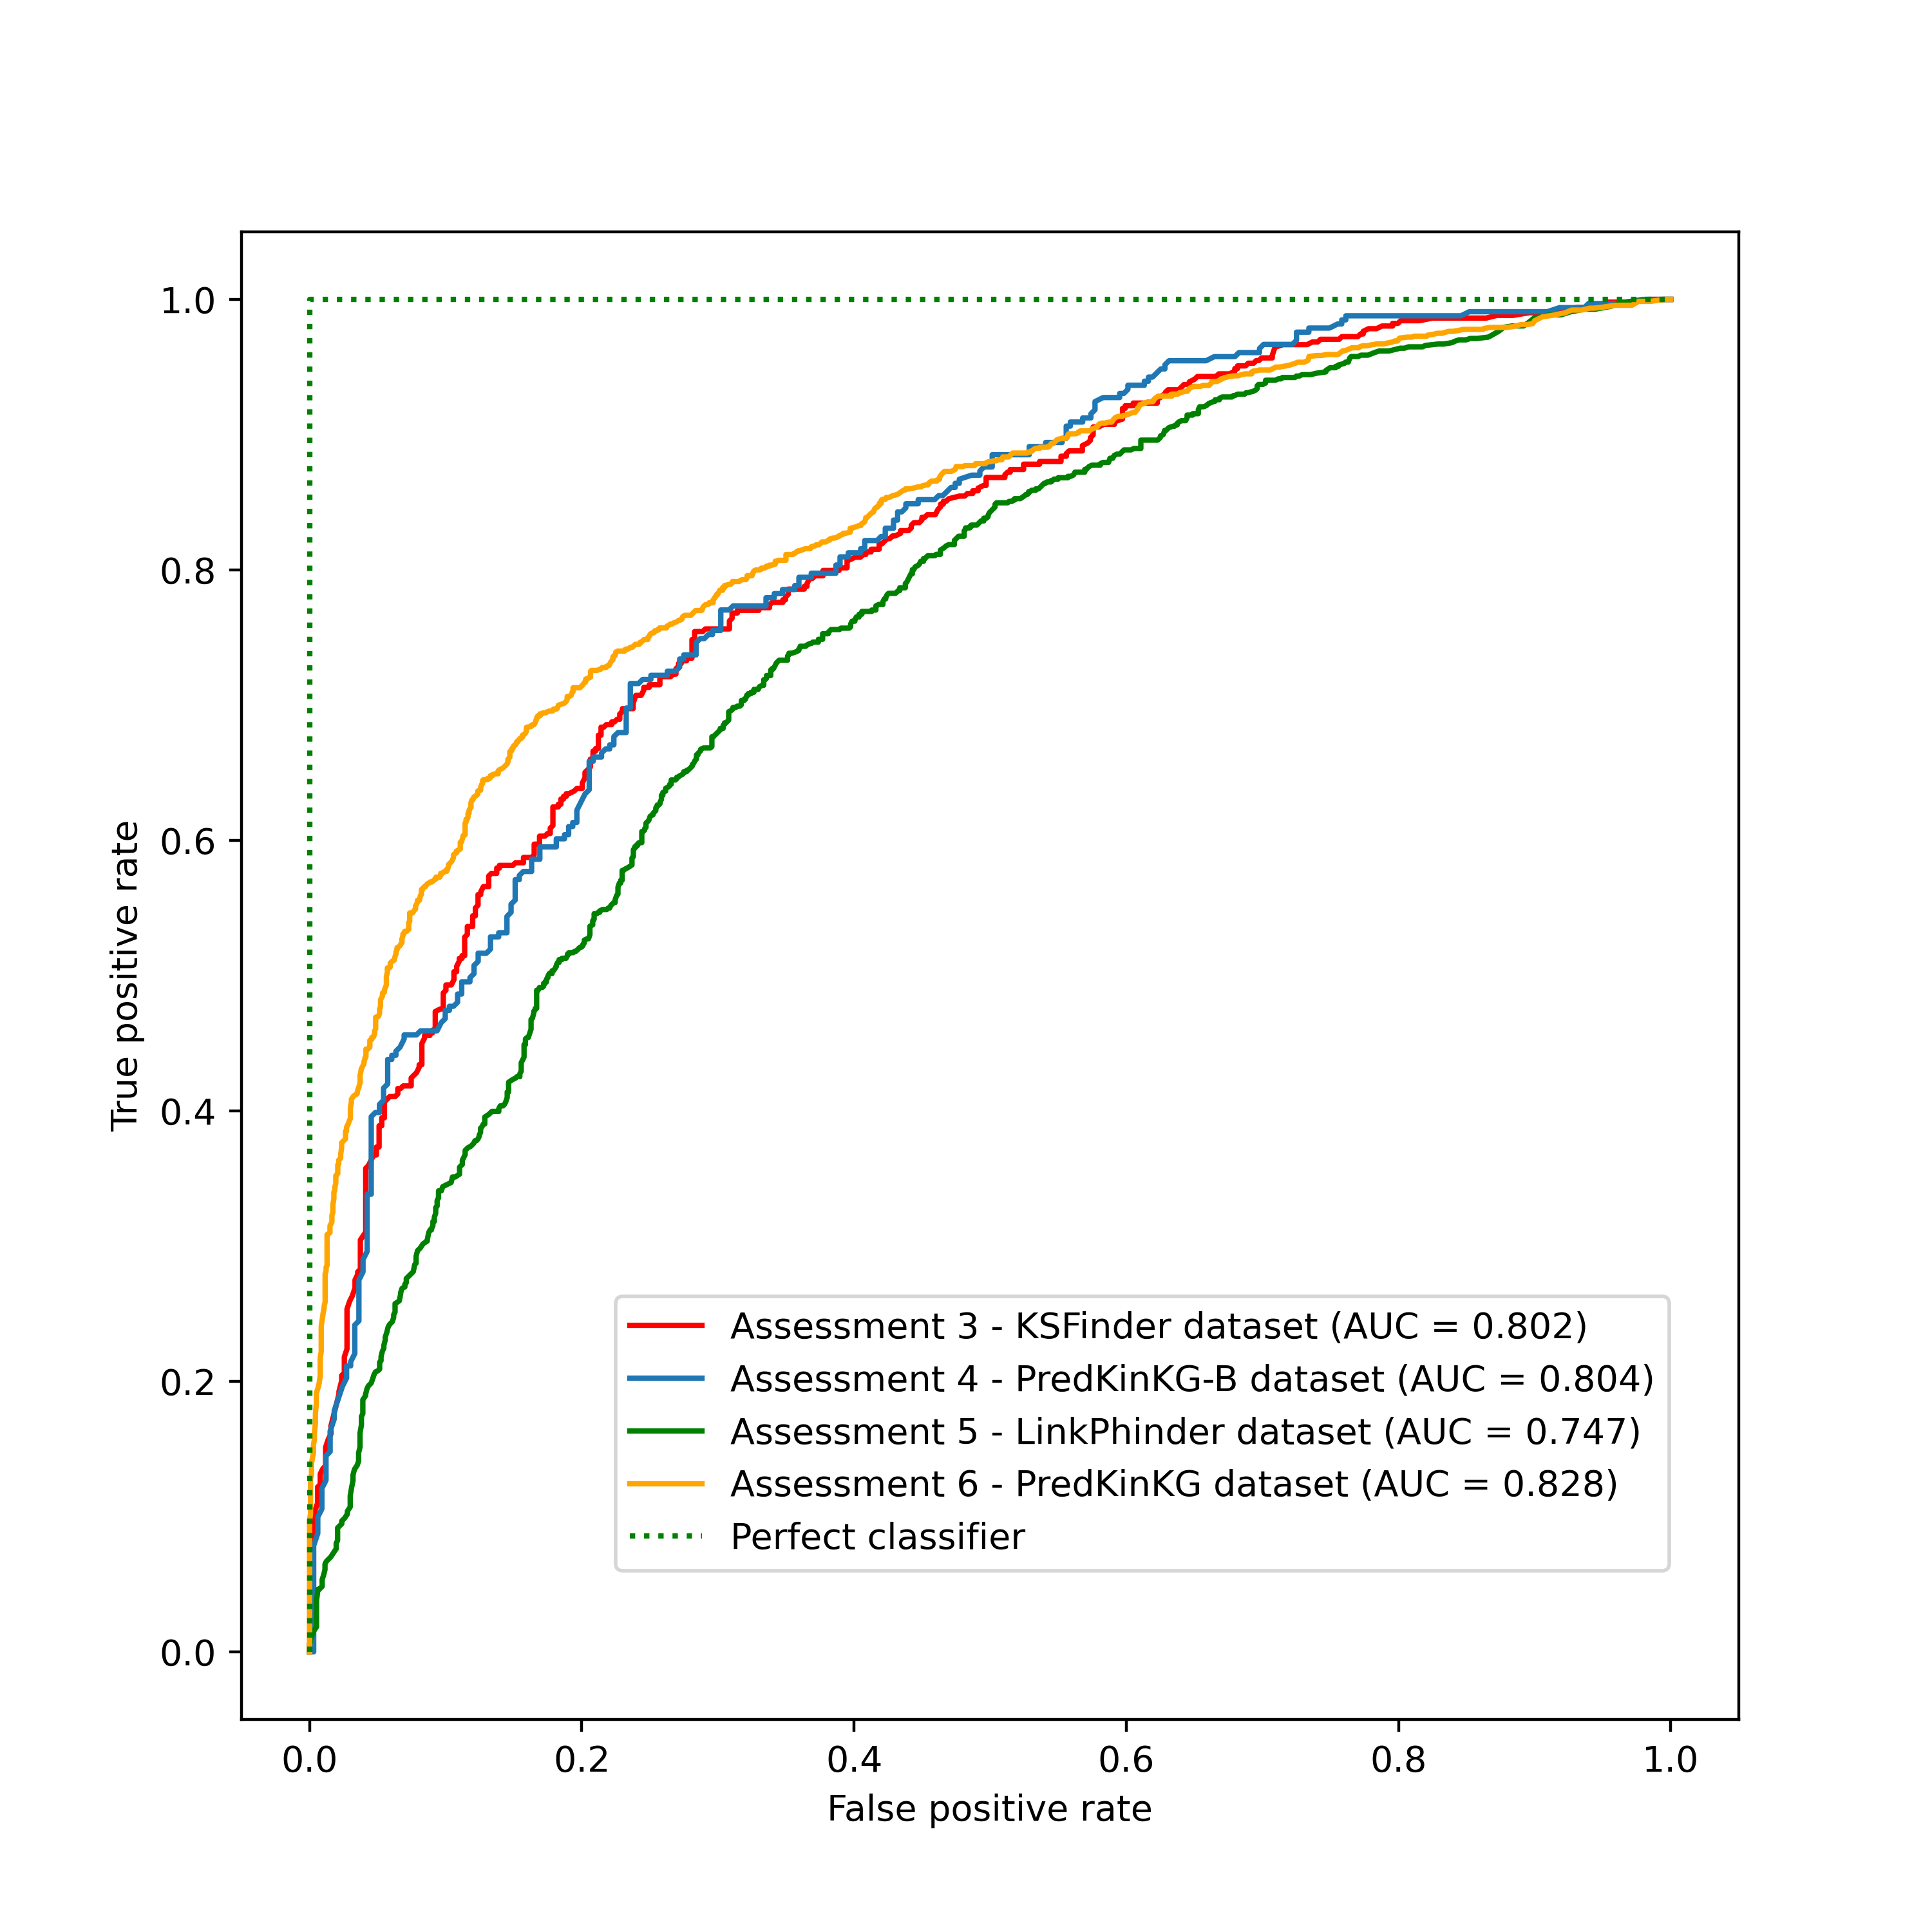 1.0
0.8
0.6
0.4
0.2
0.0
True positive rate
Assessment 3 - KSFinder dataset (AUC = 0.802)
Assessment 4 - PredKinKG-B dataset (AUC = 0.804)
Assessment 5 - LinkPhinder dataset (AUC = 0.747)
Assessment 6 - PredKinKG dataset (AUC = 0.828)
Perfect classifier
0.0 0.2 0.4 0.6 0.8 1.0
False positive rate